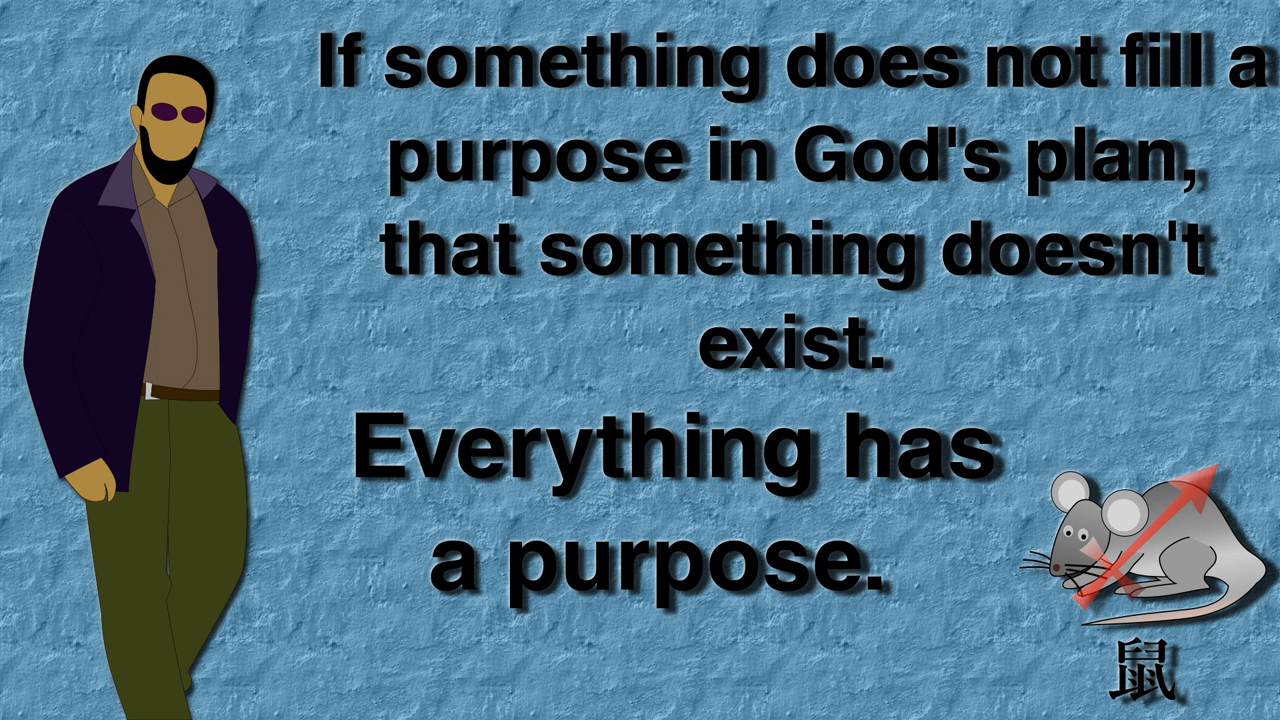 If something does not fill a
purpose in God's plan,
that something doesn't
exist.
Everything has
a purpose.
鼠